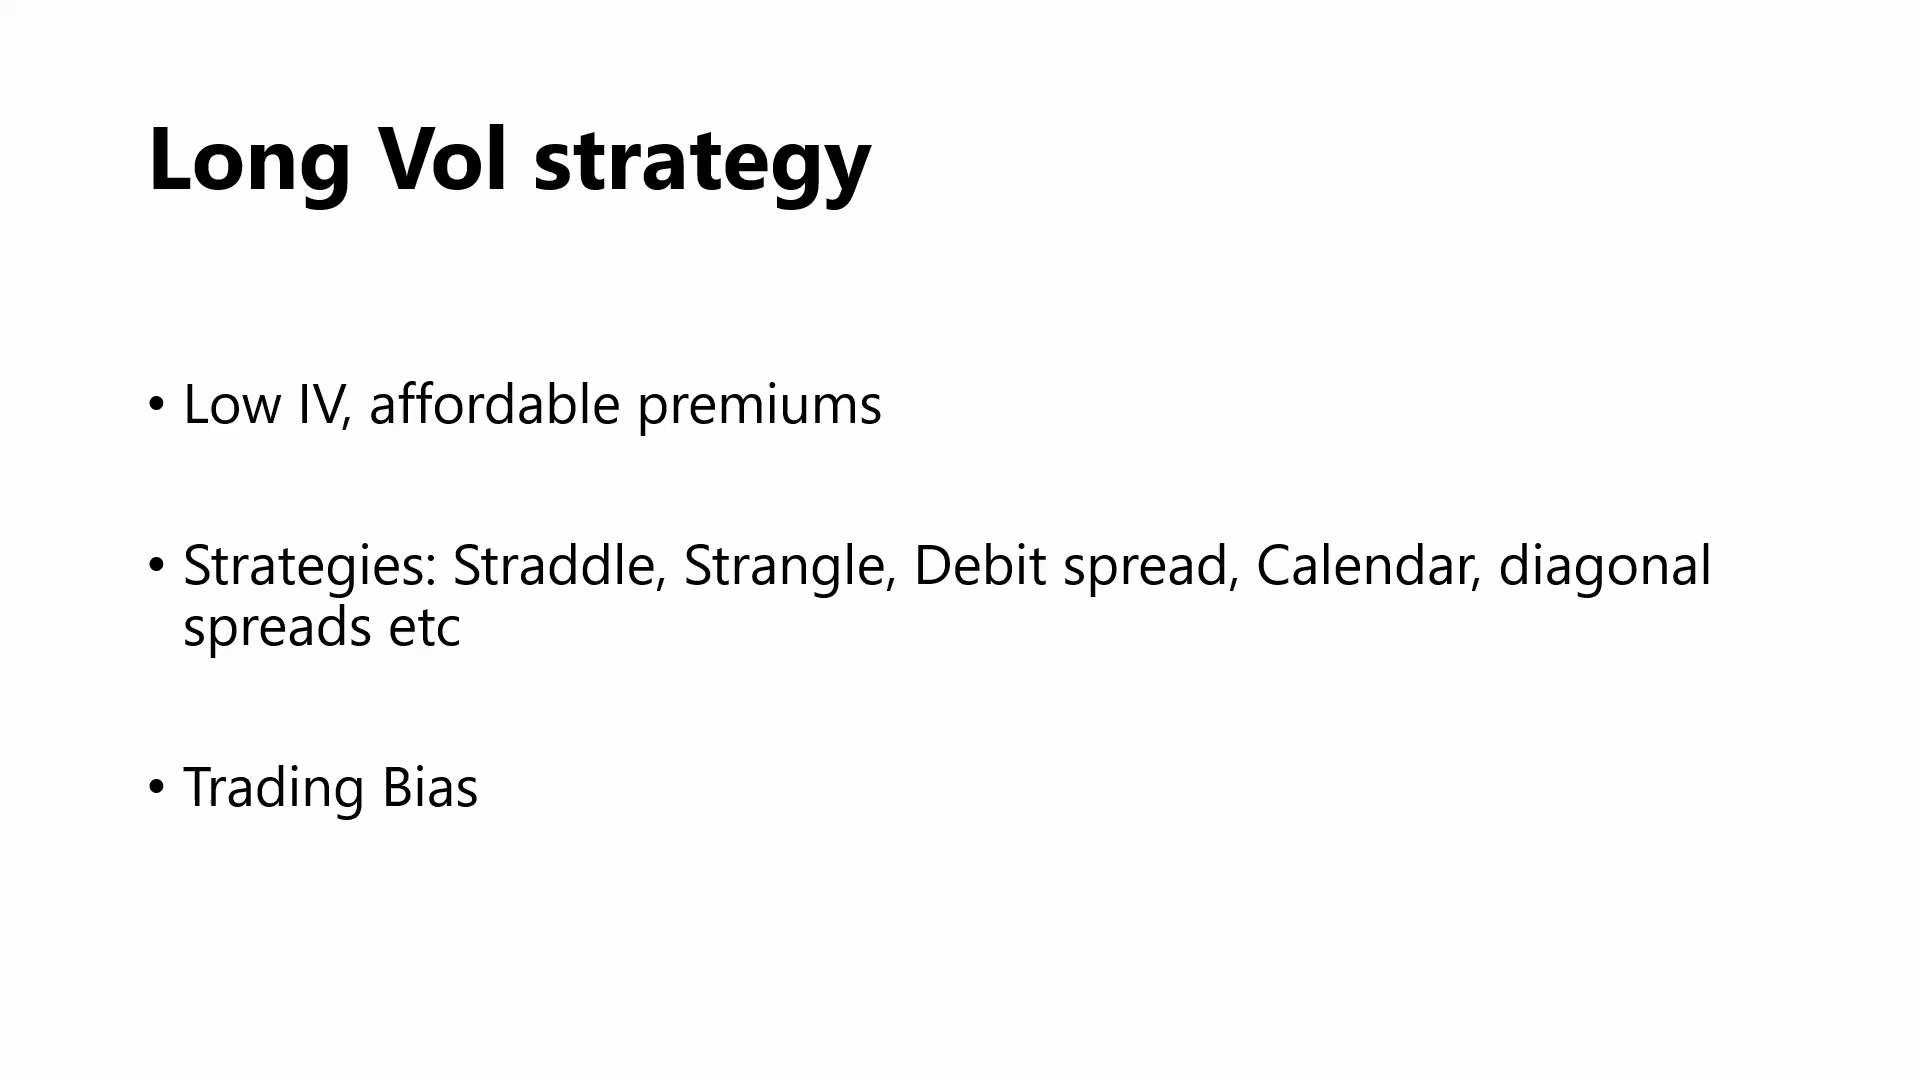 Long Vol strategy
• Low IV, affordable premiums
• Strategies: Straddle, Strangle, Debit spread, Calendar, diagonal
spreads etc
• Trading Bias